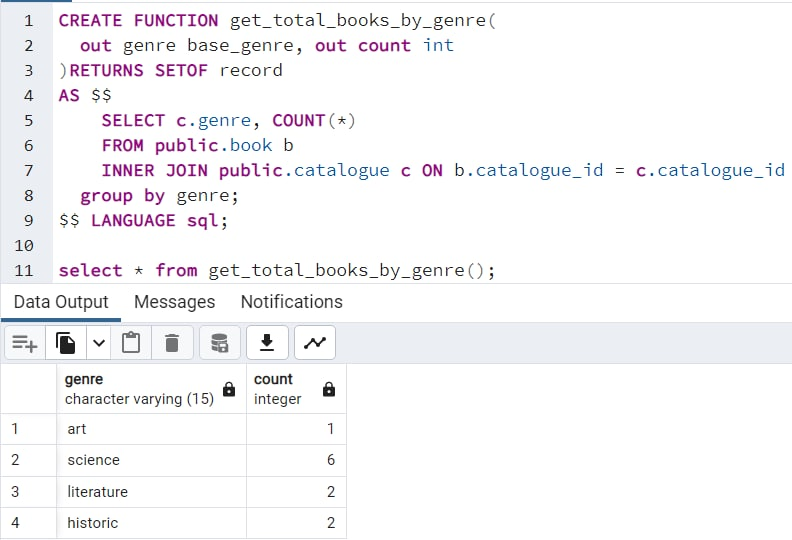 1 CREATE FUNCTION get_total_books_by_genre(
2 out genre base_genre, out count int
3 )RETURNS SETOF record
4 AS $$
5 SELECT c.genre, COUNT(*)
6 FROM public.book b
7 INNER JOIN public.catalogue c ON b.catalogue_id = c.catalogue_id
8 group by genre;
9 $$ LANGUAGE sql;
10
11 select * from get_total_books_by_genre();
Data Output Messages Notifications
genre count
character varying (15) integer
1 art 1
2 science 6
3 literature 2
4 historic 2